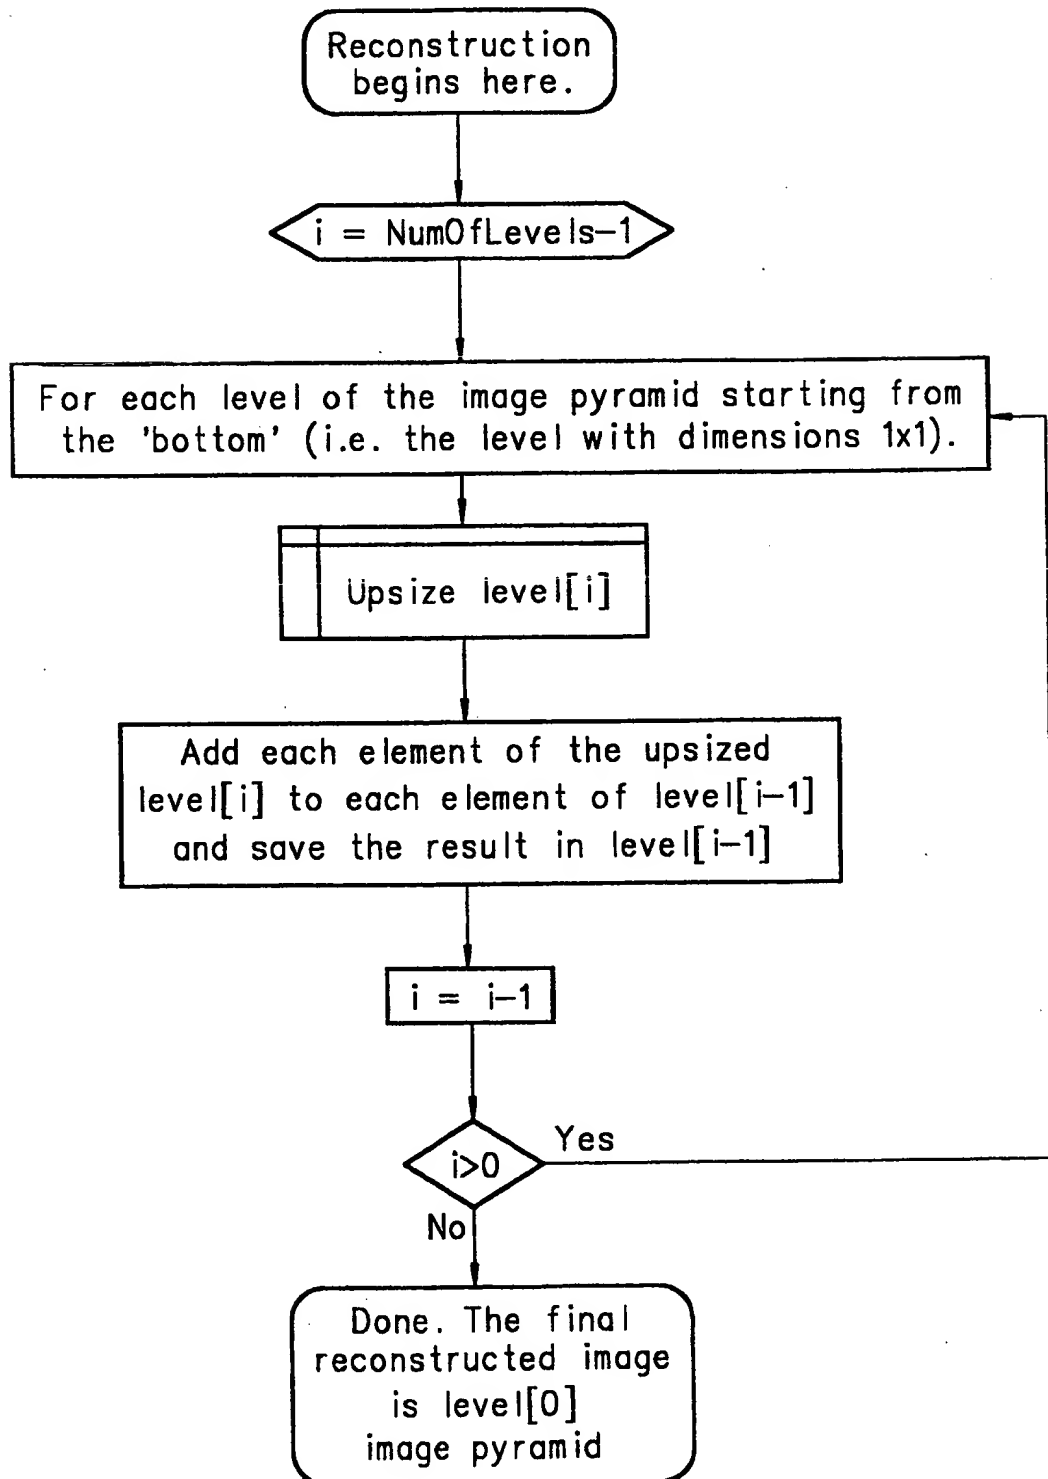 Reconstruction
begins here.
i = NumOfLevels-1
For each level of the image pyramid starting from
the 'bottom' (i.e. the level with dimensions 1x1).
Upsize level[i]
Add each element of the upsized
level[i] to each element of level[i-1]
and save the result in level[i-1]
i = i-1
i>0
Yes
No
Done. The final
reconstructed image
is level[0]
image pyramid